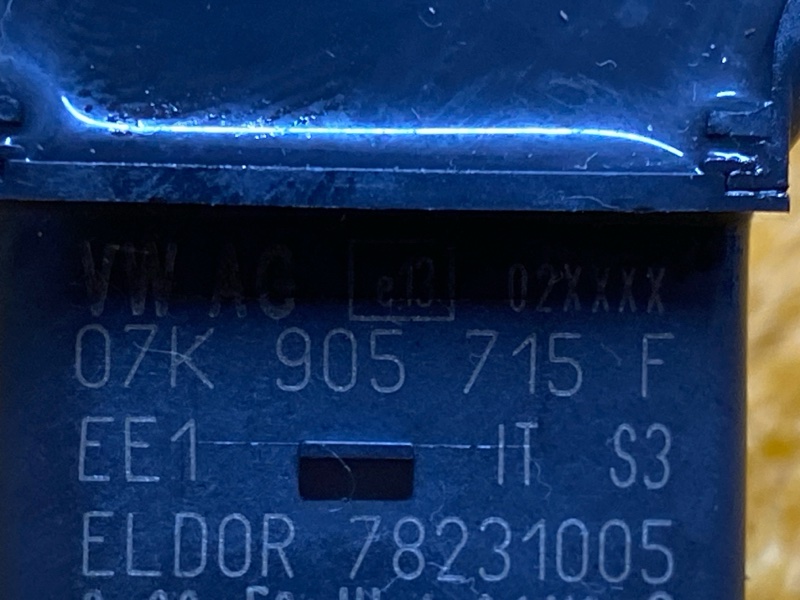 VW AG e13 02XXXX
07K 905 715 F
EE1 IT S3
ELDOR 78231005